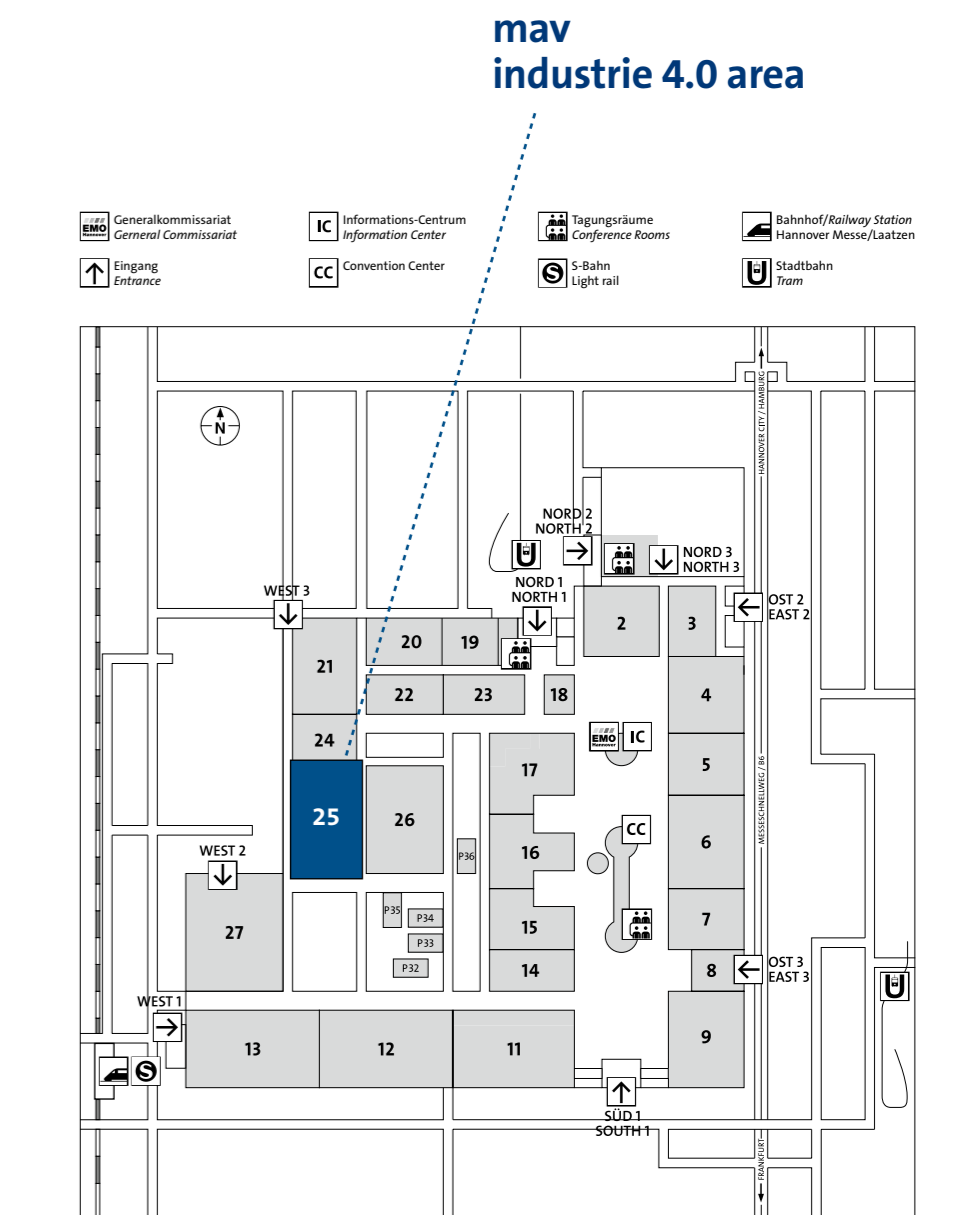 mav
industrie 4.0 area
EMO
Hannover
Generalkommissariat
Gerneral Commissariat
IC
Informations-Centrum
Information Center
Tagungsräume
Conference Rooms
Bahnhof/Railway Station
Hannover Messe/Laatzen
Eingang
Entrance
CC
Convention Center
S
S-Bahn
Light rail
U
Stadtbahn
Tram
HANNOVER CITY / HAMBURG
N
NORD 2
NORTH 2
U
NORD 3
NORTH 3
NORD 1
NORTH 1
WEST 3
OST 2
EAST 2
2
3
20
19
21
22
23
18
4
24
EMO
Hannover
IC
17
5
MESSESCHNELLWEG / B6
25
26
CC
6
P36
16
WEST 2
27
P35
P34
P33
P32
15
7
14
8
OST 3
EAST 3
U
WEST 1
13
12
11
9
S
SÜD 1
SOUTH 1
FRANKFURT